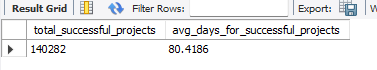 Result Grid Filter Rows: Export: W
total_successful_projects avg_days_for_successful_projects
140282 80.4186